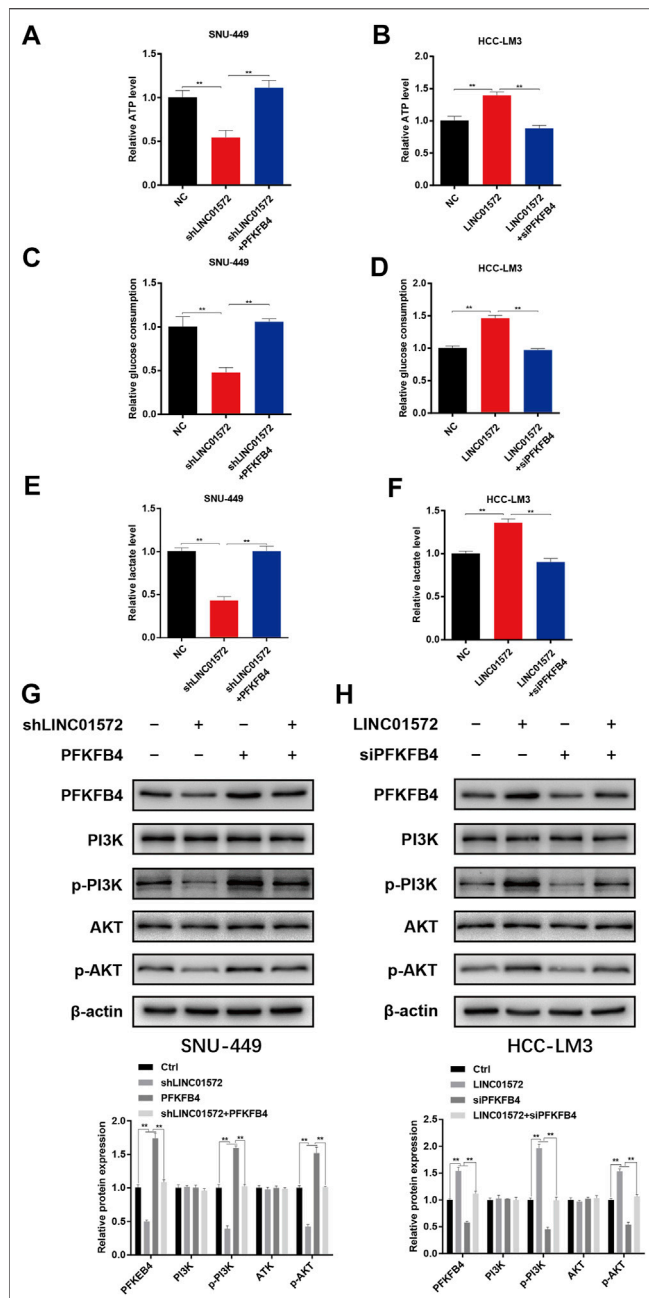 A
SNU-449
Relative ATP level
1.5
1.0
0.5
0.0
**
**
NC
shLINC01572
shLINC01572
+PFKFB4
B
HCC-LM3
Relative ATP level
2.0
1.5
1.0
0.5
0.0
**
**
NC
LINC01572
LINC01572
+siPFKFB4
C
SNU-449
Relative glucose consumption
1.5
1.0
0.5
0.0
**
**
NC
shLINC01572
shLINC01572
+PFKFB4
D
HCC-LM3
Relative glucose consumption
2.0
1.5
1.0
0.5
0.0
**
**
NC
LINC01572
LINC01572
+siPFKFB4
E
SNU-449
Relative lactate level
1.5
1.0
0.5
0.0
**
**
NC
shLINC01572
shLINC01572
+PFKFB4
F
HCC-LM3
Relative lactate level
1.5
1.0
0.5
0.0
**
**
NC
LINC01572
LINC01572
+siPFKFB4
G
shLINC01572 – + – +
PFKFB4 – – + +
PFKFB4
PI3K
p-PI3K
AKT
p-AKT
β-actin
SNU-449
Ctrl
shLINC01572
PFKFB4
shLINC01572+PFKFB4
Relative protein expression
2.0
1.5
1.0
0.5
0.0
** **
** **
** **
PFKEB4
PI3K
p-PI3K
ATK
p-AKT
H
LINC01572 – + – +
siPFKFB4 – – + +
PFKFB4
PI3K
p-PI3K
AKT
p-AKT
β-actin
HCC-LM3
Ctrl
LINC01572
siPFKFB4
LINC01572+siPFKFB4
Relative protein expression
2.5
2.0
1.5
1.0
0.5
0.0
** **
** **
** **
PFKFB4
PI3K
p-PI3K
AKT
p-AKT